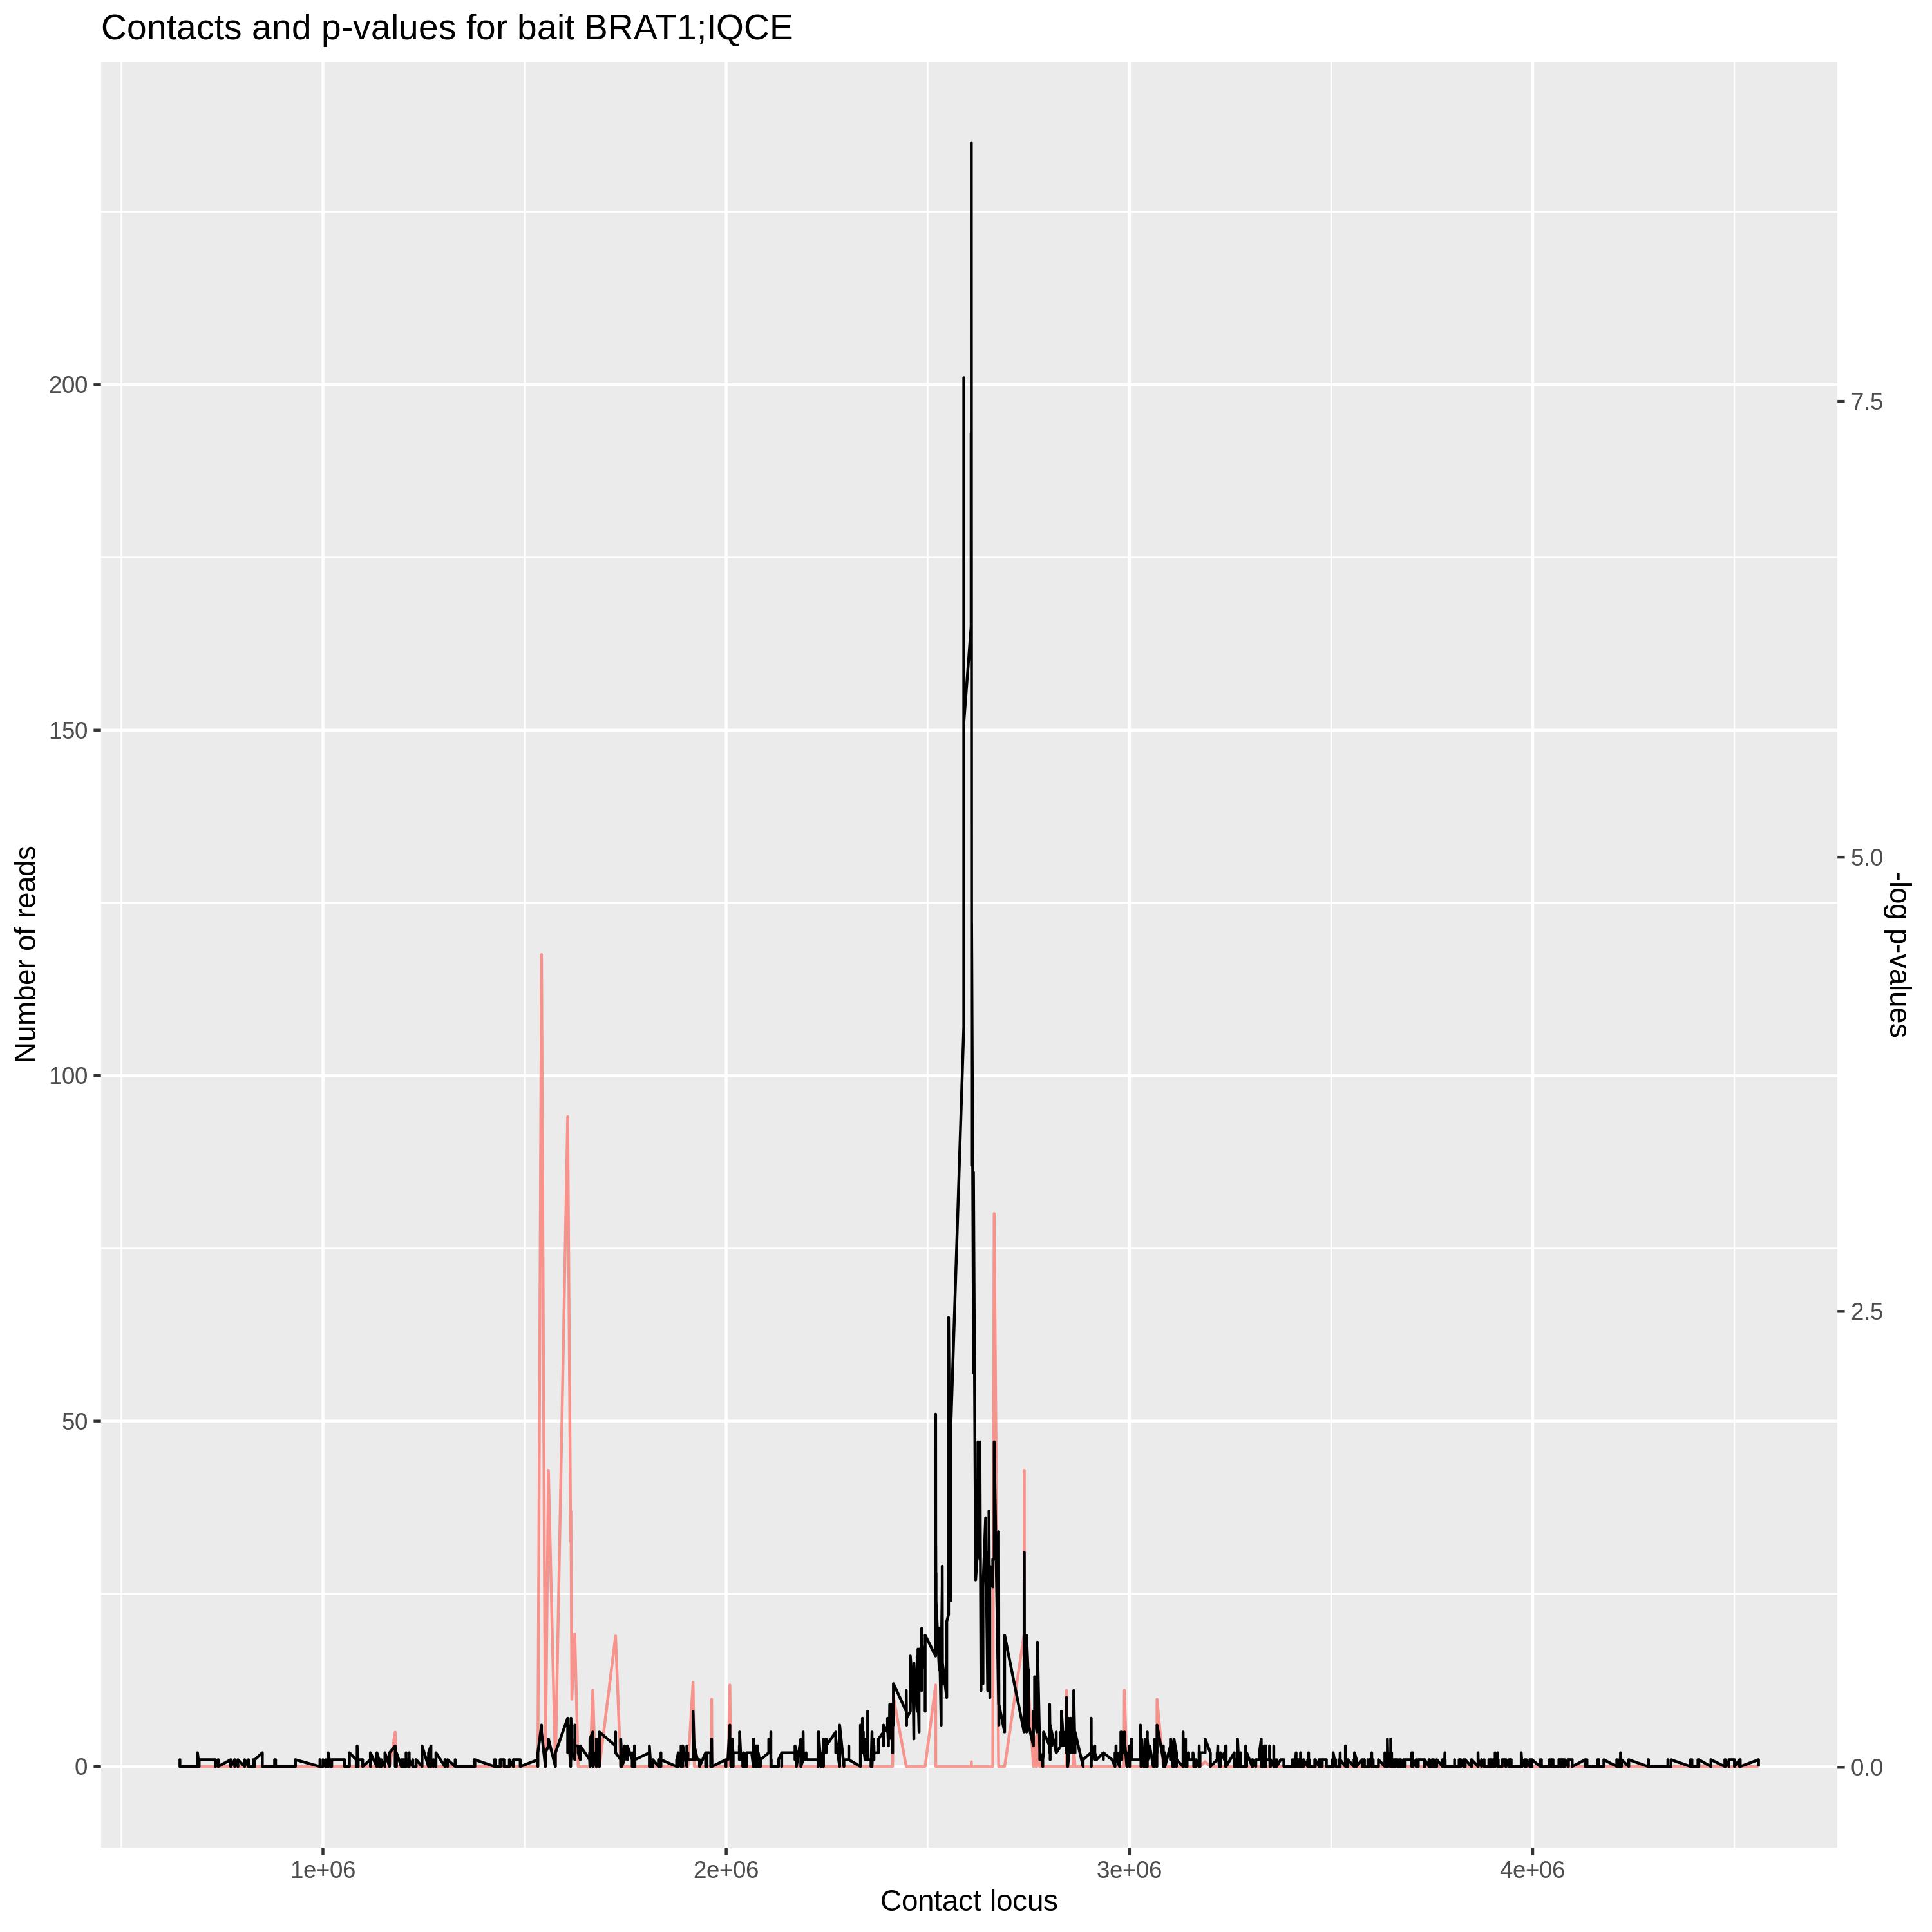 Contacts and p-values for bait BRAT1;IQCE
200
150
100
50
0
Number of reads
7.5
5.0
2.5
0.0
-log p-values
1e+06
2e+06
3e+06
4e+06
Contact locus